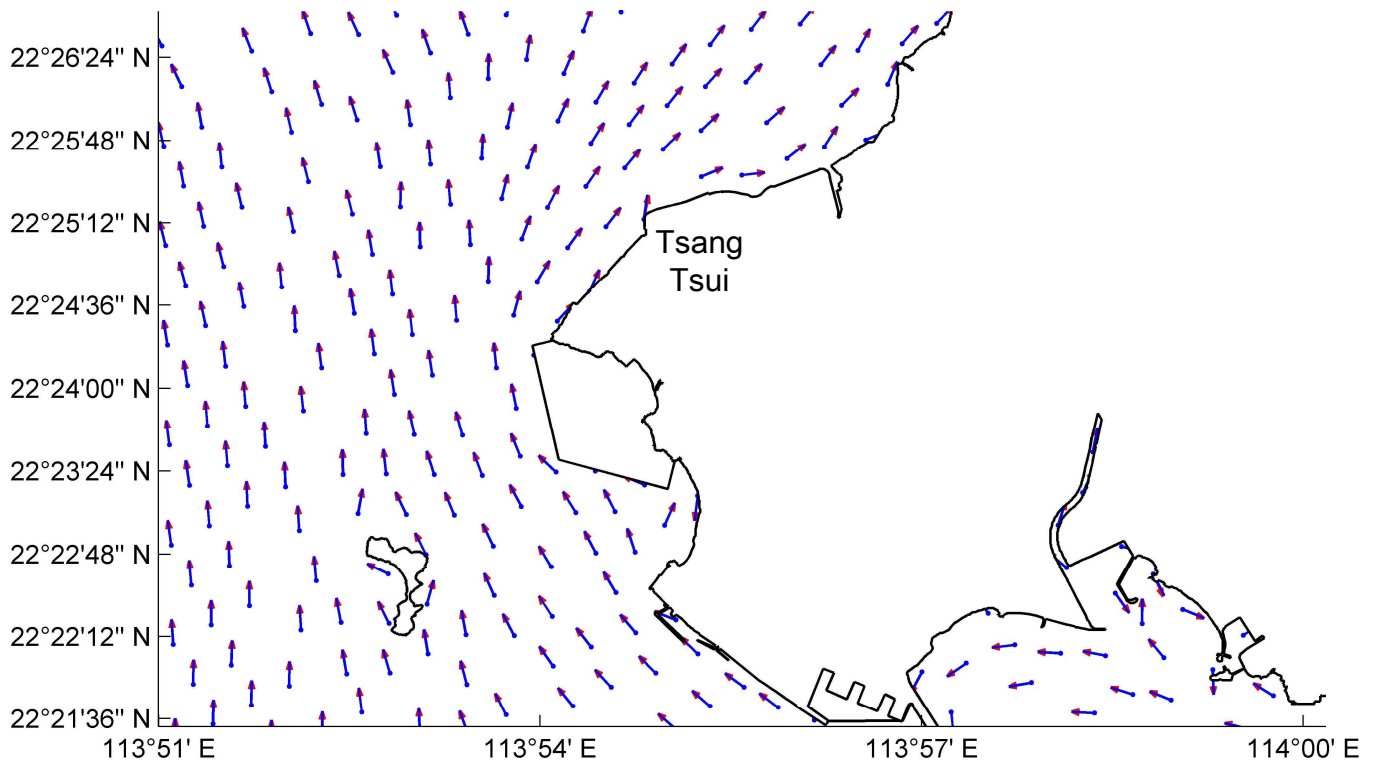 22°26'24" N
22°25'48" N
22°25'12" N
Tsang
Tsui
22°24'36" N
22°24'00" N
22°23'24" N
22°22'48" N
22°22'12" N
22°21'36" N
113°51' E
113°54' E
113°57' E
114°00' E